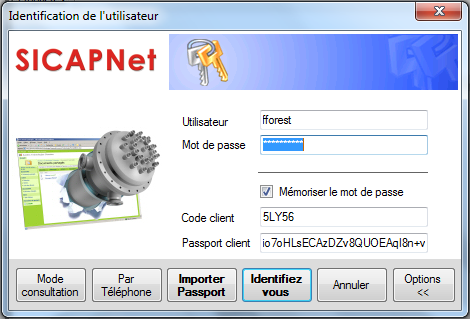 Identification de l'utilisateur
SICAPNet
Utilisateur fforest
Mot de passe **********
Mémoriser le mot de passe
Code client 5LY56
Passport client io7oHLsECAzDZv8QUOEAqI8n+v
Mode consultation
Par Téléphone
Importer Passport
Identifiez vous
Annuler
Options <<